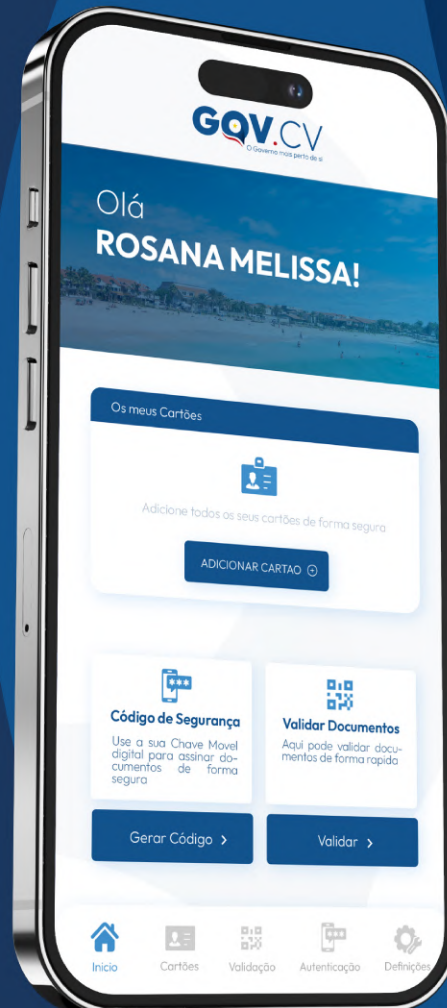 GOV.CV
O Governo mais perto de si
Olá
ROSANA MELISSA!
Os meus Cartões
Adicione todos os seus cartões de forma segura
ADICIONAR CARTAO
Código de Segurança
Use a sua Chave Movel
digital para assinar do-
cumentos de forma
segura
Gerar Código >
Validar Documentos
Aqui pode validar docu-
mentos de forma rapida
Validar >
Inicio
Cartões
Validação
Autenticação
Definições